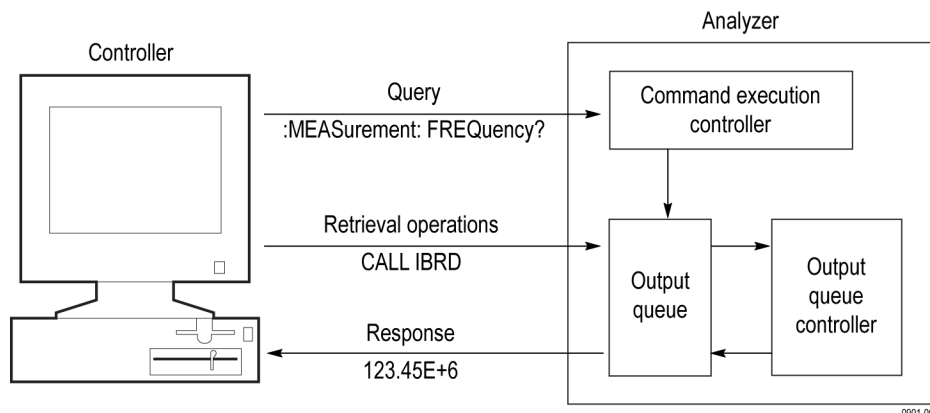 Analyzer
Controller
Query
:MEASurement: FREQuency?
Command execution
controller
Retrieval operations
CALL IBRD
Output
queue
Output
queue
controller
Response
123.45E+6